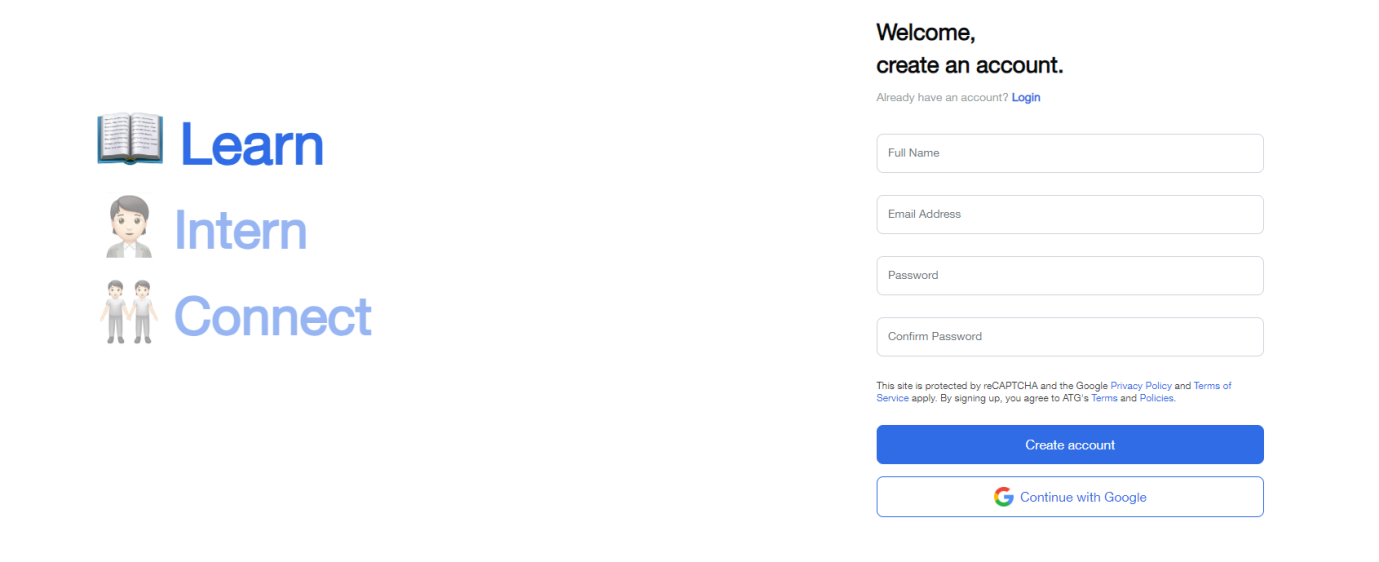 Learn
Intern
Connect
Welcome,
create an account.
Already have an account? Login
Full Name
Email Address
Password
Confirm Password
This site is protected by reCAPTCHA and the Google Privacy Policy and Terms of
Service apply. By signing up, you agree to ATG's Terms and Policies.
Create account
Continue with Google